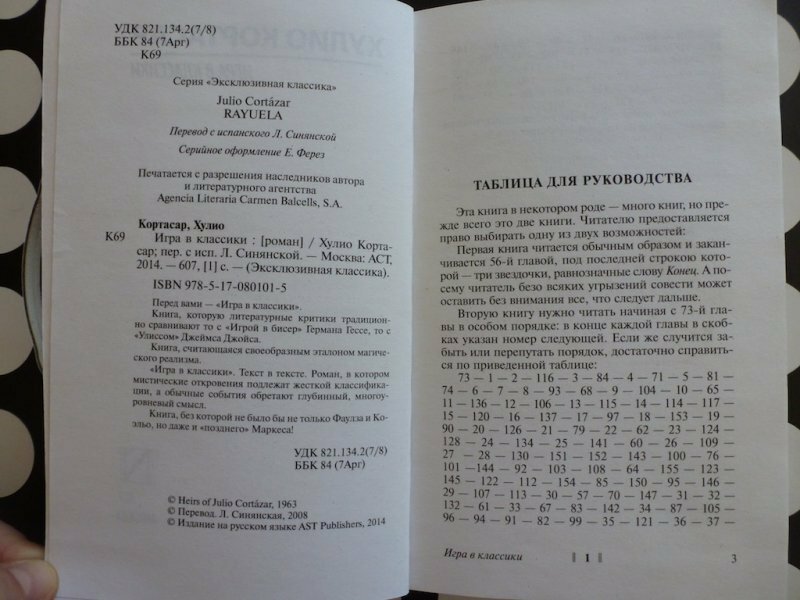 УДК 821.134.2(7/8)
ББК 84 (7Арг)
К69
Серия «Эксклюзивная классика»
Julio Cortázar
RAYUELA
Перевод с испанского Л. Синянской
Серийное оформление Е. Ферез
Печатается с разрешения наследников автора
и литературного агентства
Agencia Literaria Carmen Balcells, S.A.
Кортасар, Хулио
К69 Игра в классики : [роман] / Хулио Корта-
сар; пер. с исп. Л. Синянской. — Москва: АСТ,
2014. — 607, [1] с. — (Эксклюзивная классика).
ISBN 978-5-17-080101-5
Перед вами — «Игра в классики».
Книга, которую литературные критики традицион-
но сравнивают то с «Игрой в бисер» Германа Гессе, то с
«Улиссом» Джеймса Джойса.
Книга, считающаяся своеобразным эталоном магиче-
ского реализма.
«Игра в классики». Текст в тексте. Роман, в котором
мистические откровения подлежат жесткой классифика-
ции, а обычные события обретают глубинный, многоу-
ровневый смысл.
Книга, без которой не было бы не только Фаулза и Ко-
эльо, но даже и «позднего» Маркеса!
УДК 821.134.2(7/8)
ББК 84 (7Арг)
© Heirs of Julio Cortázar, 1963
© Перевод. Л. Синянская, 2008
© Издание на русском языке AST Publishers, 2014
ТАБЛИЦА ДЛЯ РУКОВОДСТВА
Эта книга в некотором роде — много книг, но пре-
жде всего это две книги. Читателю предоставляется
право выбирать одну из двух возможностей:
Первая книга читается обычным образом и заканч-
ивается 56-й главой, под последней строкою кото-
рой — три звездочки, равнозначные слову Конец. А по-
сему читатель безо всяких угрызений совести может
оставить без внимания все, что следует дальше.
Вторую книгу нужно читать начиная с 73-й гла-
вы в особом порядке: в конце каждой главы в скоб-
ках указан номер следующей. Если же случится за-
быть или перепутать порядок, достаточно справить-
ся по приведенной таблице:
73 — 1 — 2 — 116 — 3 — 84 — 4 — 71 — 5 — 81 —
74 — 6 — 7 — 8 — 93 — 68 — 9 — 104 — 10 — 65 —
11 — 136 — 12 — 106 — 13 — 115 — 14 — 114 — 117 —
15 — 120 — 16 — 137 — 17 — 97 — 18 — 153 — 19 —
90 — 20 — 126 — 21 — 79 — 22 — 62 — 23 — 124 —
128 — 24 — 134 — 25 — 141 — 60 — 26 — 109 —
27 — 28 — 130 — 151 — 152 — 143 — 100 — 76 —
101 —144 — 92 — 103 — 108 — 64 — 155 — 123 —
145 — 122 — 112 — 154 — 85 — 150 — 95 — 146 —
29 — 107 — 113 — 30 — 57 — 70 — 147 — 31 — 32 —
132 — 61 — 33 — 67 — 83 — 142 — 34 — 87 — 105 —
96 — 94 — 91 — 82 — 99 — 35 — 121 — 36 — 37 —
Игра в классики 1 3